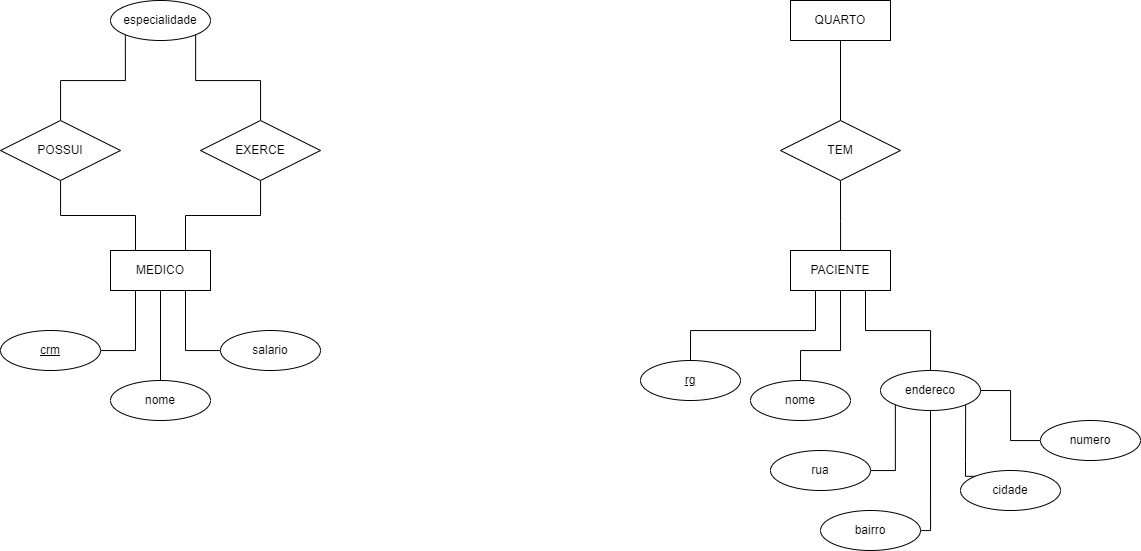 especialidade
QUARTO
POSSUI
EXERCE
TEM
MEDICO
PACIENTE
crm
salario
nome
rg
nome
endereco
numero
rua
cidade
bairro